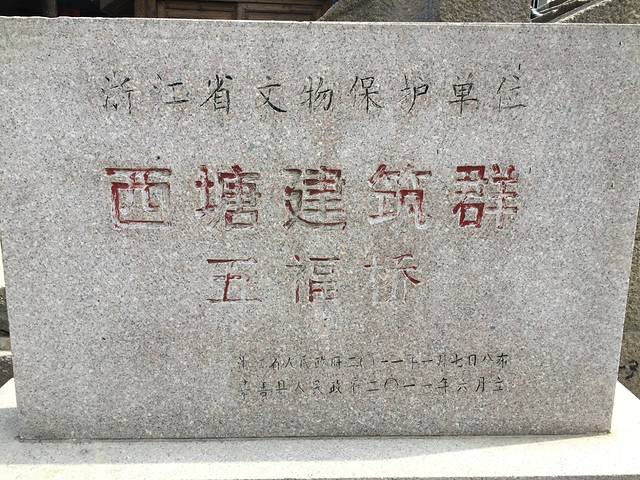 浙江省文物保护单位
西塘建筑群
五福桥
浙江省人民政府二〇一一年一月七日公布
嘉善县人民政府二〇一一年六月立